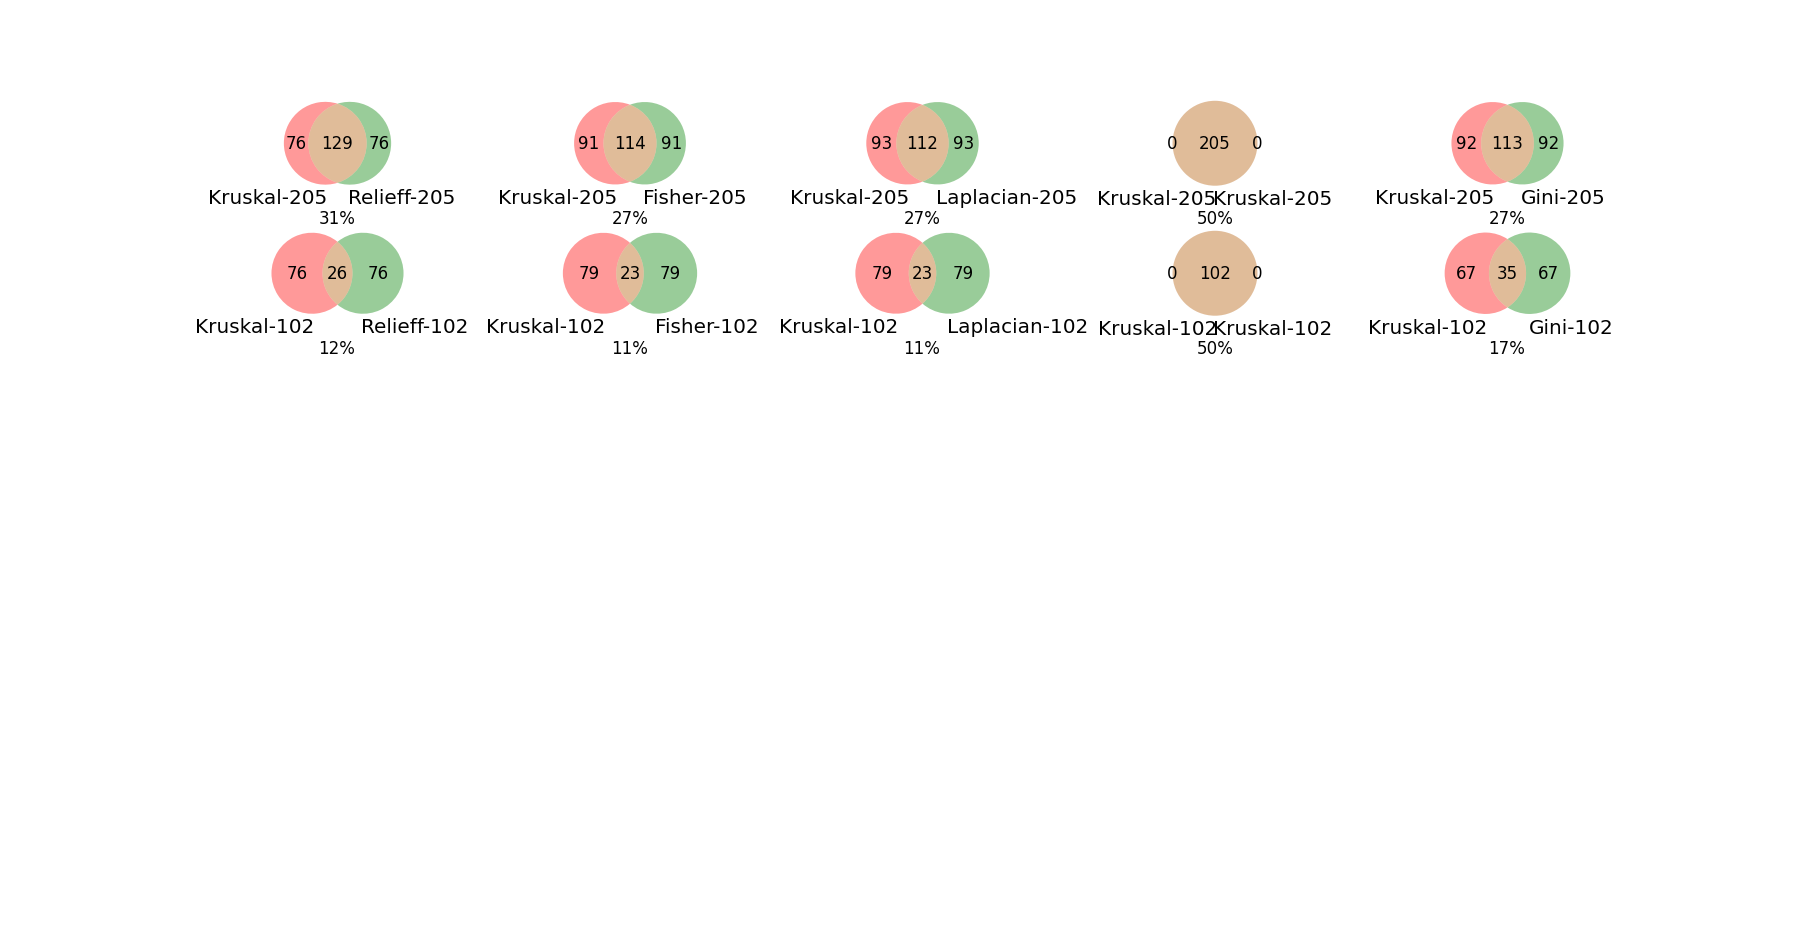 76 129 76 91 114 91 93 112 93 0 205 0 92 113 92
Kruskal-205 Relieff-205 Kruskal-205 Fisher-205 Kruskal-205 Laplacian-205 Kruskal-205 Kruskal-205 Kruskal-205 Gini-205
31% 27% 27% 50% 27%
76 26 76 79 23 79 79 23 79 0 102 0 67 35 67
Kruskal-102 Relieff-102 Kruskal-102 Fisher-102 Kruskal-102 Laplacian-102 Kruskal-102 Kruskal-102 Kruskal-102 Gini-102
12% 11% 11% 50% 17%